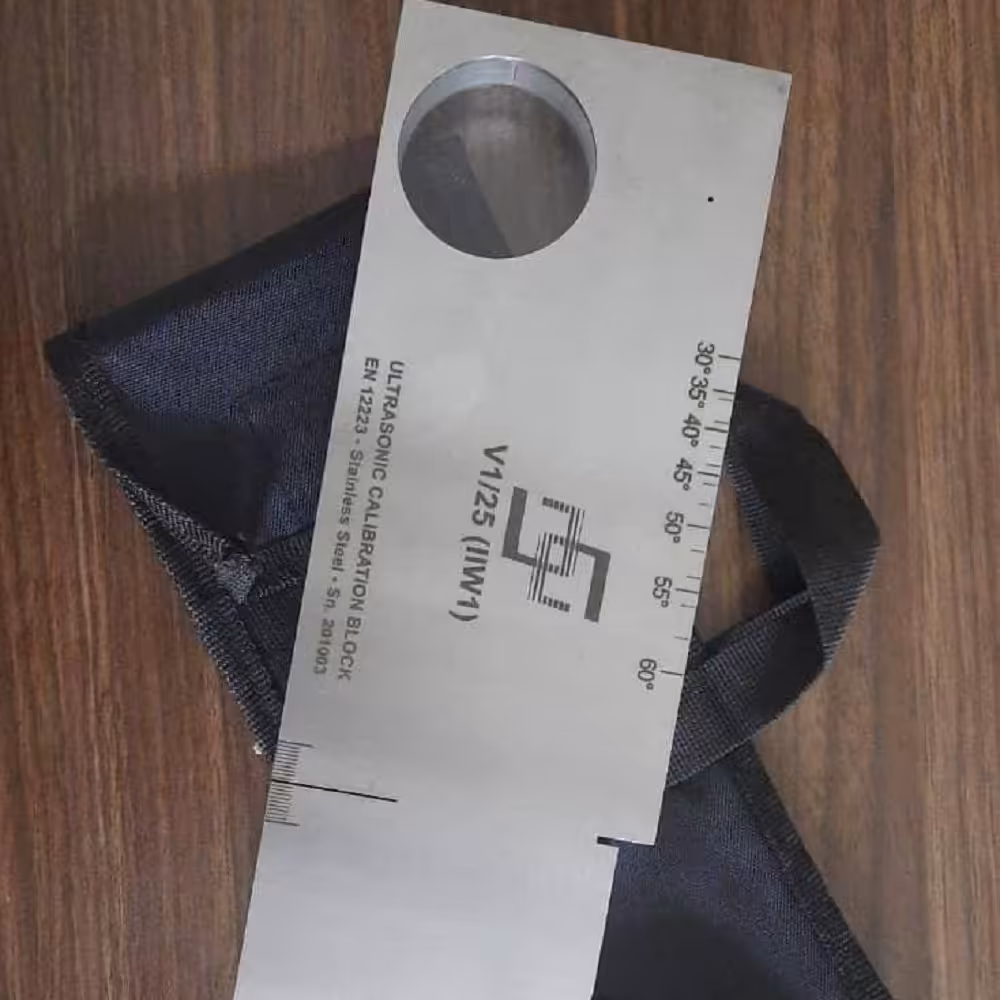 30° 35° 40° 45° 50° 55° 60°
V1/25 (IIW1)
ULTRASONIC CALIBRATION BLOCK
EN 12223 - Stainless Steel • Sn. 201003